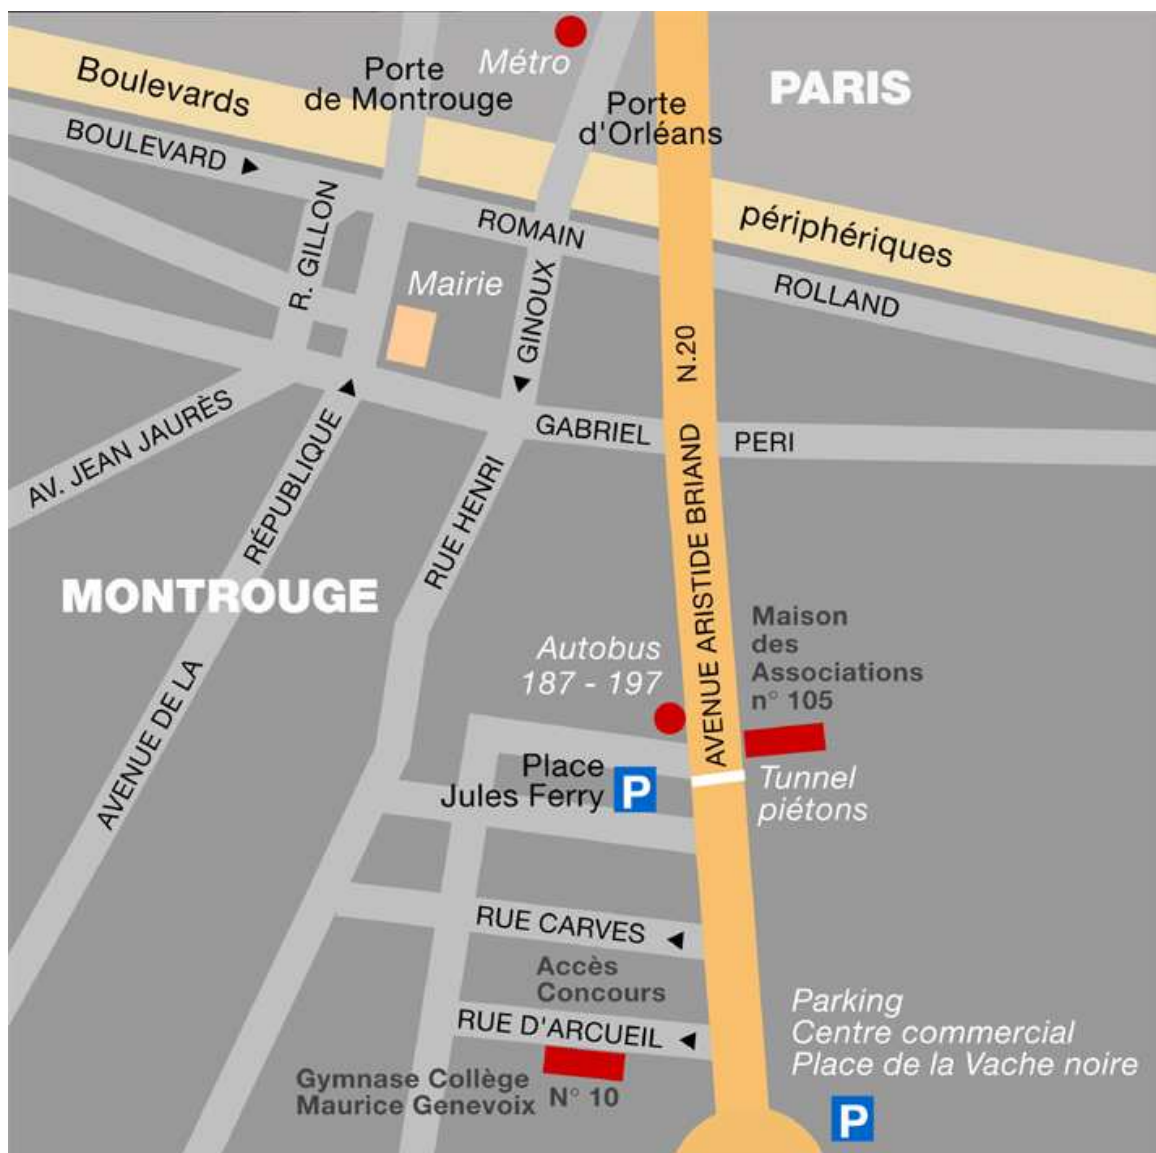 Métro
Porte
de Montrouge
Boulevards
PARIS
Porte
d'Orléans
BOULEVARD
ROMAIN
périphériques
ROLLAND
R. GILLON
Mairie
GINOUX
N.20
GABRIEL
PERI
AV. JEAN JAURÈS
RÉPUBLIQUE
RUE HENRI
AVENUE ARISTIDE BRIAND
MONTROUGE
AVENUE DE LA
Autobus
187 - 197
Maison
des
Associations
n° 105
Place
Jules Ferry
P
Tunnel
piétons
RUE CARVES
Accès
Concours
RUE D'ARCUEIL
Gymnase Collège
Maurice Genevoix
N° 10
Parking
Centre commercial
Place de la Vache noire
P